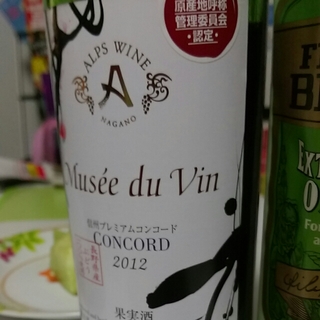 原産地呼称
管理委員会
・認定・
ALPS WINE
A
NAGANO
Musée du Vin
信州プレミアムコンコード
CONCORD
2012
果実酒
EXT